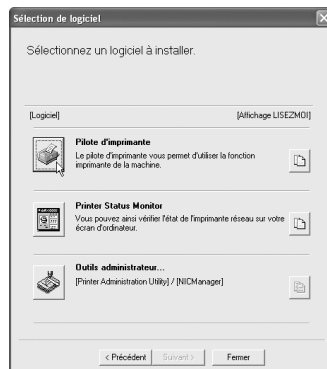 Sélection de logiciel
Sélectionnez un logiciel à installer.
[Logiciel] [Affichage LISEZMOI]
Pilote d'imprimante
Le pilote d'imprimante vous permet d'utiliser la fonction
imprimante de la machine.
Printer Status Monitor
Vous pouvez ainsi vérifier l'état de l'imprimante réseau sur votre
écran d'ordinateur.
Outils administrateur...
[Printer Administration Utility] / [NICManager]
< Précédent Suivant > Fermer